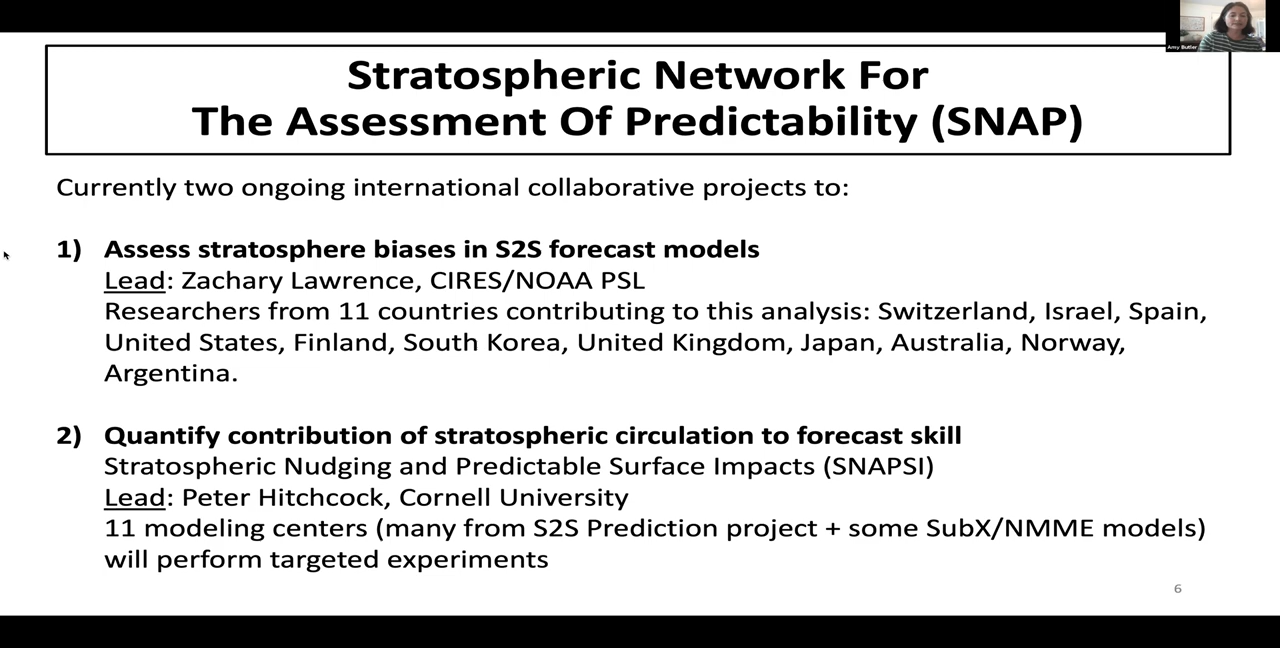 Amy Butler
Stratospheric Network For
The Assessment Of Predictability (SNAP)
Currently two ongoing international collaborative projects to:
1) Assess stratosphere biases in S2S forecast models
Lead: Zachary Lawrence, CIRES/NOAA PSL
Researchers from 11 countries contributing to this analysis: Switzerland, Israel, Spain,
United States, Finland, South Korea, United Kingdom, Japan, Australia, Norway,
Argentina.
2) Quantify contribution of stratospheric circulation to forecast skill
Stratospheric Nudging and Predictable Surface Impacts (SNAPSI)
Lead: Peter Hitchcock, Cornell University
11 modeling centers (many from S2S Prediction project + some SubX/NMME models)
will perform targeted experiments
6